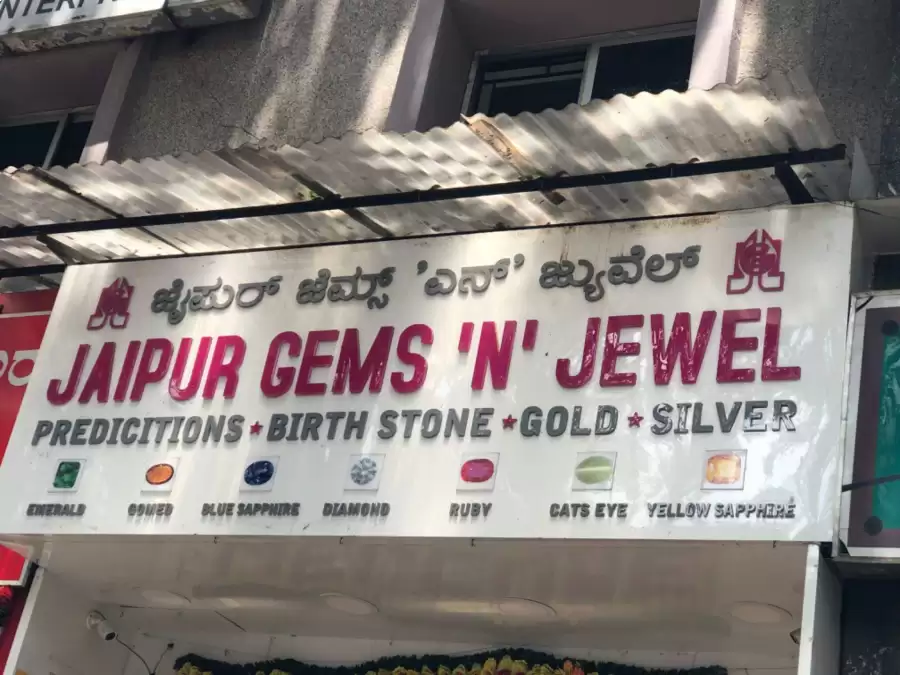 ಜೈಪುರ್ ಜೆಮ್ಸ್ 'ಎನ್' ಜ್ಯುವೆಲ್
JAIPUR GEMS 'N' JEWEL
PREDICITIONS ★ BIRTH STONE ★ GOLD ★ SILVER
EMERALD GOMED BLUE SAPPHIRE DIAMOND RUBY CATS EYE YELLOW SAPPHIRE